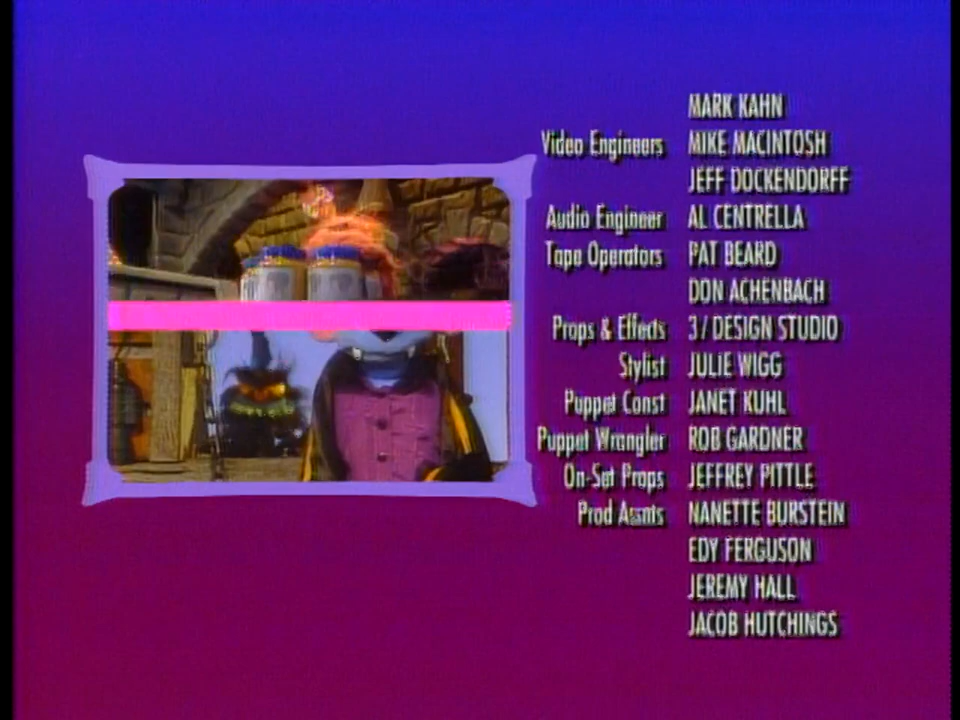 MARK KAHN
Video Engineers MIKE MACINTOSH
JEFF DOCKENDORFF
Audio Engineer AL CENTRELLA
Tape Operators PAT BEARD
DON ACHENBACH
Props & Effects 3/DESIGN STUDIO
Stylist JULIE WIGG
Puppet Const JANET KUHL
Puppet Wrangler ROB GARDNER
On-Set Props JEFFREY PITTLE
Prod Assnts NANETTE BURSTEIN
EDY FERGUSON
JEREMY HALL
JACOB HUTCHINGS